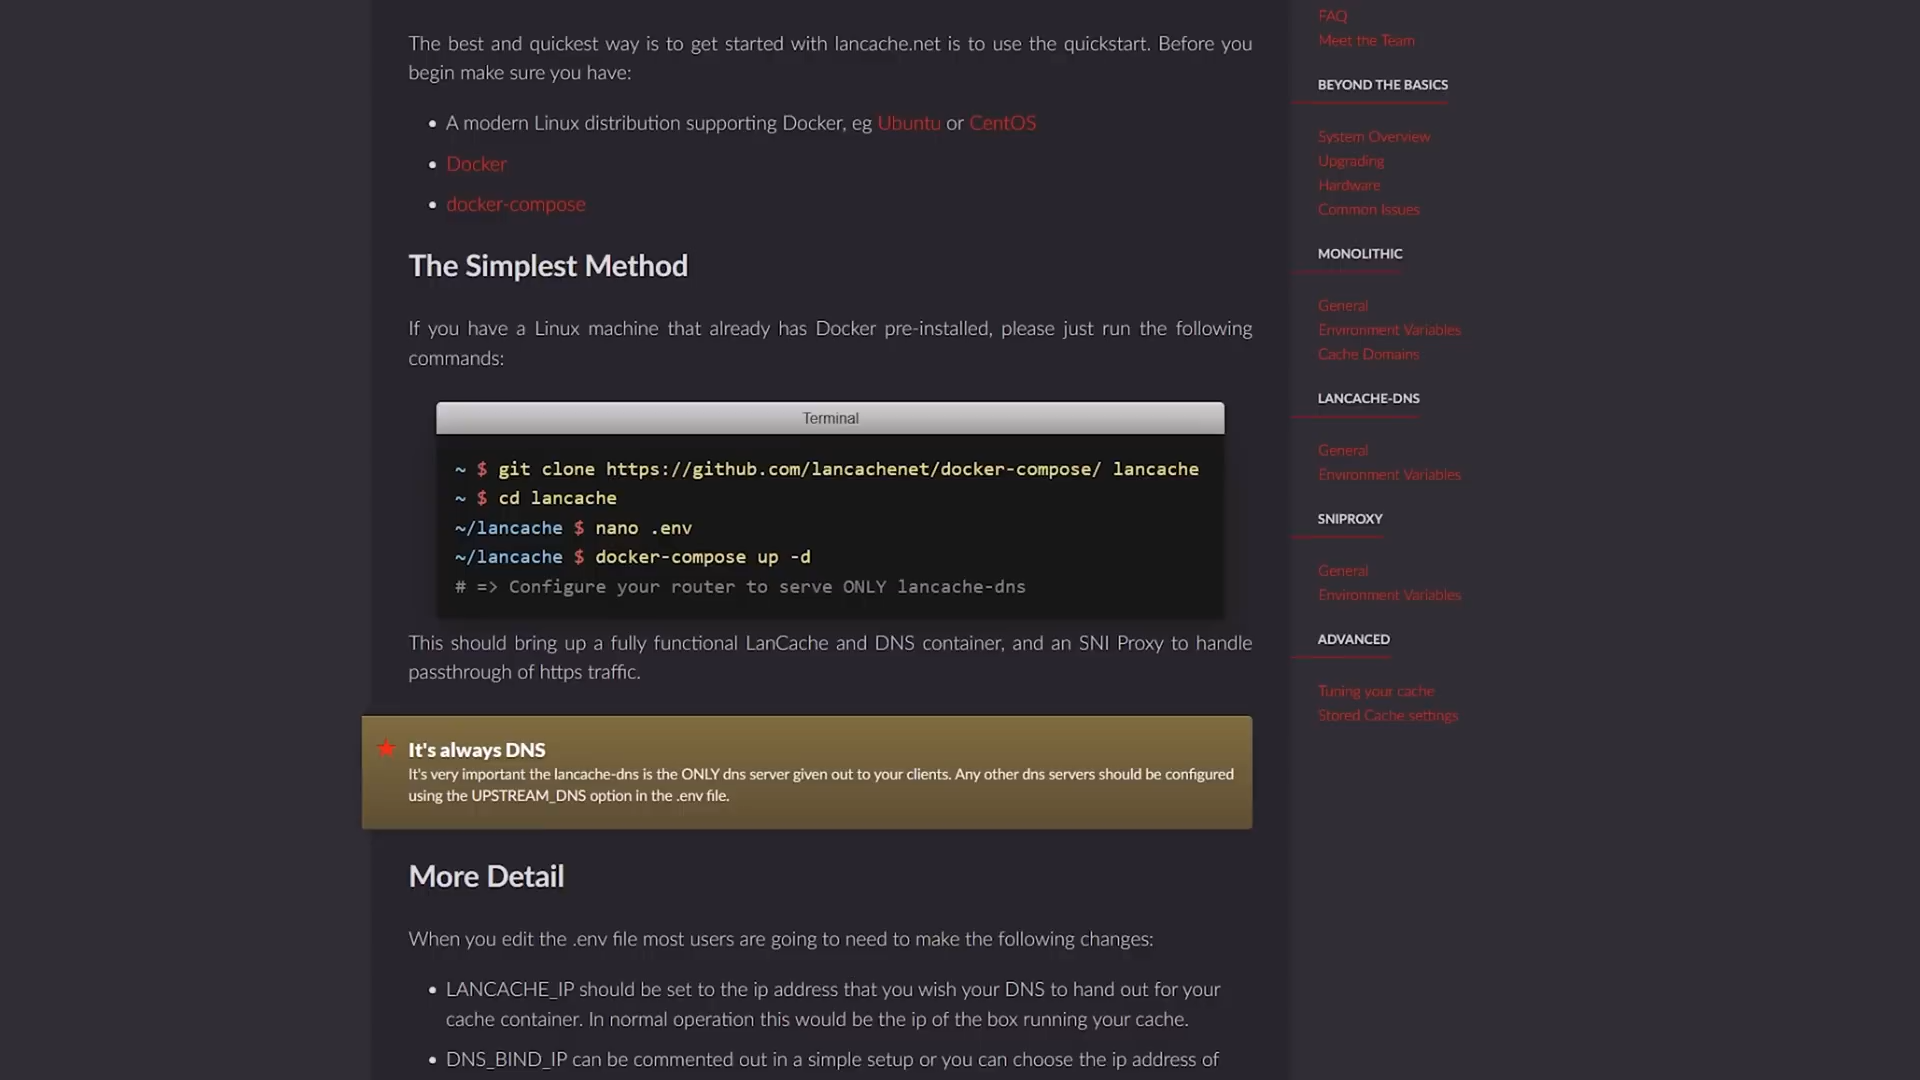 The best and quickest way is to get started with lancache.net is to use the quickstart. Before you
begin make sure you have:
• A modern Linux distribution supporting Docker, eg Ubuntu or CentOS
• Docker
• docker-compose
The Simplest Method
If you have a Linux machine that already has Docker pre-installed, please just run the following
commands:
Terminal
~ $ git clone https://github.com/lancachenet/docker-compose/ lancache
~ $ cd lancache
~/lancache $ nano .env
~/lancache $ docker-compose up -d
# => Configure your router to serve ONLY lancache-dns
This should bring up a fully functional LanCache and DNS container, and an SNI Proxy to handle
passthrough of https traffic.
It's always DNS
It's very important the lancache-dns is the ONLY dns server given out to your clients. Any other dns servers should be configured
using the UPSTREAM_DNS option in the .env file.
More Detail
When you edit the .env file most users are going to need to make the following changes:
• LANCACHE_IP should be set to the ip address that you wish your DNS to hand out for your
cache container. In normal operation this would be the ip of the box running your cache.
• DNS_BIND_IP can be commented out in a simple setup or you can choose the ip address of
FAQ
Meet the Team
BEYOND THE BASICS
System Overview
Upgrading
Hardware
Common Issues
MONOLITHIC
General
Environment Variables
Cache Domains
LANCACHE-DNS
General
Environment Variables
SNIPROXY
General
Environment Variables
ADVANCED
Tuning your cache
Stored Cache settings